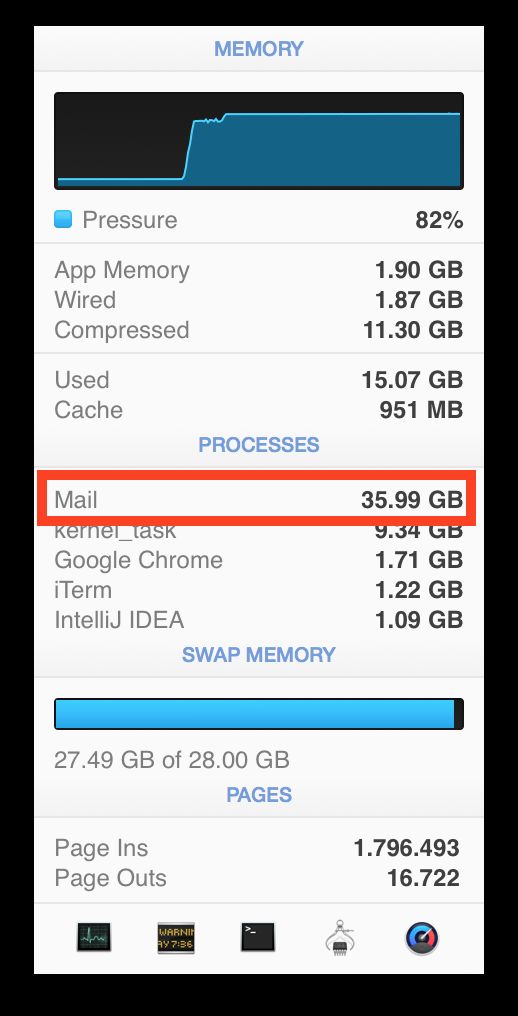 MEMORY
Pressure 82%
App Memory 1.90 GB
Wired 1.87 GB
Compressed 11.30 GB
Used 15.07 GB
Cache 951 MB
PROCESSES
Mail 35.99 GB
kernel_task 9.34 GB
Google Chrome 1.71 GB
iTerm 1.22 GB
IntelliJ IDEA 1.09 GB
SWAP MEMORY
27.49 GB of 28.00 GB
PAGES
Page Ins 1.796.493
Page Outs 16.722
WARNIN
AY 7:36
>_